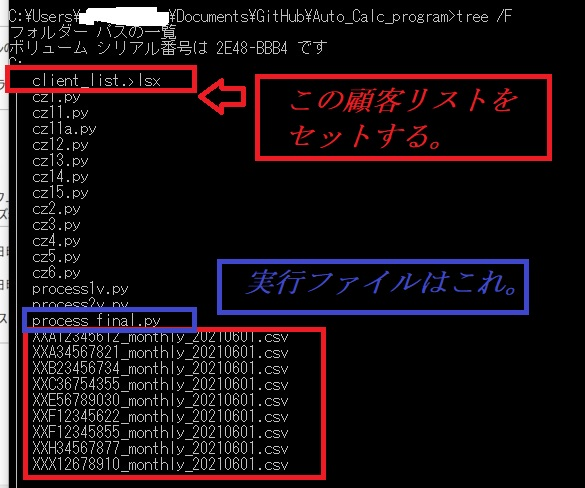 C:¥Users¥ ¥Documents¥GitHub¥Auto_Calc_program>tree /F
フォルダー パスの一覧
ボリューム シリアル番号は 2E48-BBB4 です
C:.
client_list.xlsx
この顧客リストを
セットする。
cz1.py
cz11.py
cz11a.py
cz12.py
cz13.py
cz14.py
cz15.py
cz2.py
cz3.py
cz4.py
cz5.py
cz6.py
実行ファイルはこれ。
process1v.py
process2v.py
process_final.py
XXA12345612_monthly_20210601.csv
XXA34567821_monthly_20210601.csv
XXB23456734_monthly_20210601.csv
XXC36754355_monthly_20210601.csv
XXE56789030_monthly_20210601.csv
XXF12345622_monthly_20210601.csv
XXF12345855_monthly_20210601.csv
XXH34567877_monthly_20210601.csv
XXX12678910_monthly_20210601.csv